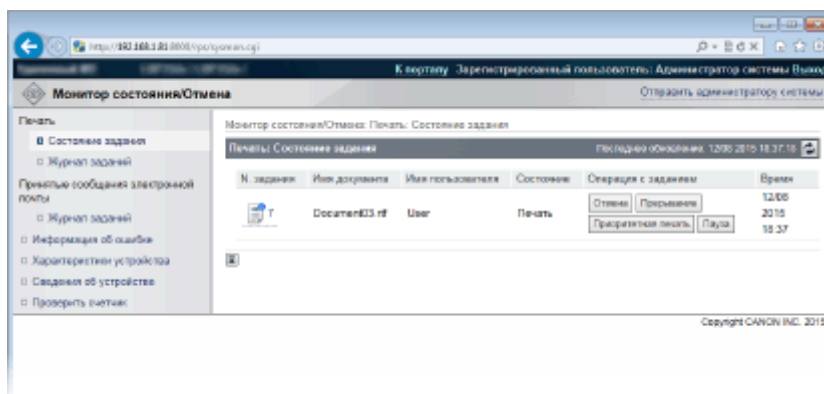 К порталу Зарегистрированный пользователь: Администратор системы Выход
Монитор состояния/Отмена
Отправить администратору системы
Печать
Состояние задания
Журнал заданий
Принятые сообщения электронной
почты
Журнал заданий
Информация об ошибке
Характеристики устройства
Сведения об устройстве
Проверить счетчик
Монитор состояния/Отмена: Печать: Состояние задания
Печать: Состояние задания
Последнее обновление: 12/08 2015 18:37:18
N. задания Имя документа Имя пользователя Состояние Операция с заданием Время
7 Document03.rtf User Печать
Отмена Прерывание
Приоритетная печать Пауза
12/08
2015
18:37
Copyright CANON INC. 2015